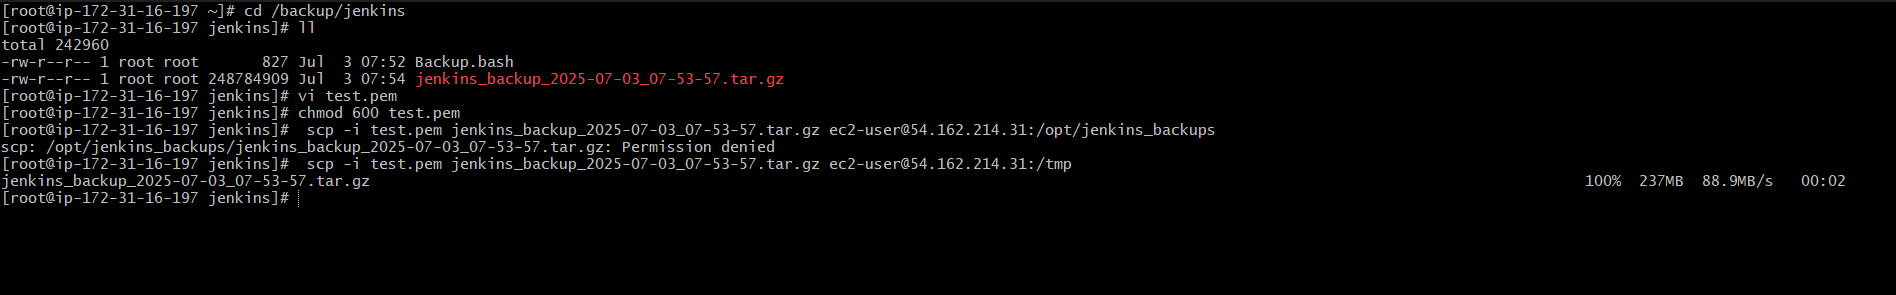 [root@ip-172-31-16-197 ~]# cd /backup/jenkins
[root@ip-172-31-16-197 jenkins]# ll
total 242960
-rw-r--r-- 1 root root       827 Jul  3 07:52 Backup.bash
-rw-r--r-- 1 root root 248784909 Jul  3 07:54 jenkins_backup_2025-07-03_07-53-57.tar.gz
[root@ip-172-31-16-197 jenkins]# vi test.pem
[root@ip-172-31-16-197 jenkins]# chmod 600 test.pem
[root@ip-172-31-16-197 jenkins]#  scp -i test.pem jenkins_backup_2025-07-03_07-53-57.tar.gz ec2-user@54.162.214.31:/opt/jenkins_backups
scp: /opt/jenkins_backups/jenkins_backup_2025-07-03_07-53-57.tar.gz: Permission denied
[root@ip-172-31-16-197 jenkins]#  scp -i test.pem jenkins_backup_2025-07-03_07-53-57.tar.gz ec2-user@54.162.214.31:/tmp
jenkins_backup_2025-07-03_07-53-57.tar.gz 100%  237MB  88.9MB/s   00:02
[root@ip-172-31-16-197 jenkins]#